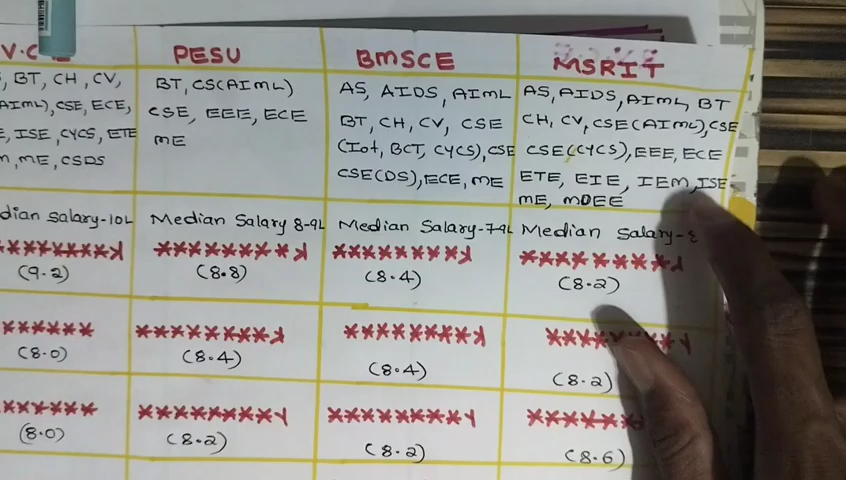 PESU BMSCE MSRIT
BT, CH, CV,
AIML), CSE, ECE,
ISE, CYCS, ETE
ME, CSDS
BT, CS(AIML)
CSE, EEE, ECE
ME
AS, AIDS, AIML
BT, CH, CV, CSE
(Iot, BCT, CYCS), CSE
CSE(DS), ECE, ME
AS, AIDS, AIML, BT
CH, CV, CSE(AIML), CSE
CSE(CYCS), EEE, ECE
ETE, EIE, IEM, ISE
ME, MDEE
dian Salary-10L
Median Salary 8-9L
Median Salary-
Median Salary-
(9.2) (8.8) (8.4) (8.2)
(8.0) (8.4) (8.4) (8.2)
(8.0) (8.2) (8.2) (8.6)